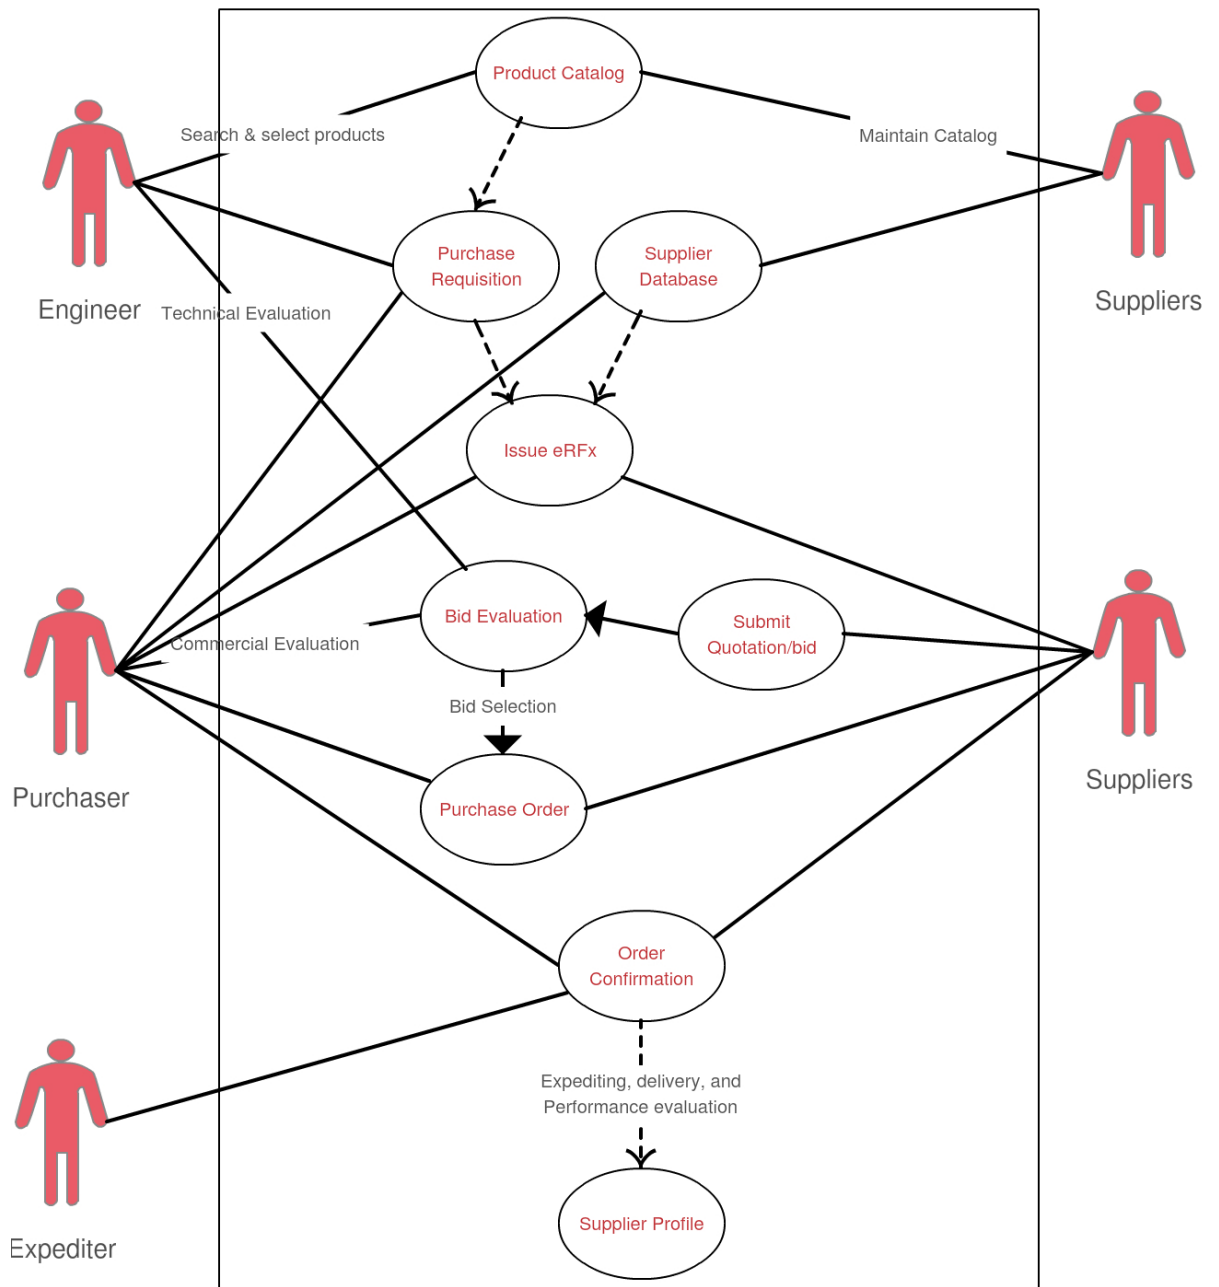 Product Catalog
Search & select products
Maintain Catalog
Purchase
Requisition
Supplier
Database
Engineer
Suppliers
Technical Evaluation
Issue eRFx
Bid Evaluation
Submit
Quotation/bid
Commercial Evaluation
Bid Selection
Purchaser
Suppliers
Purchase Order
Order
Confirmation
Expediting, delivery, and
Performance evaluation
Supplier Profile
Expediter